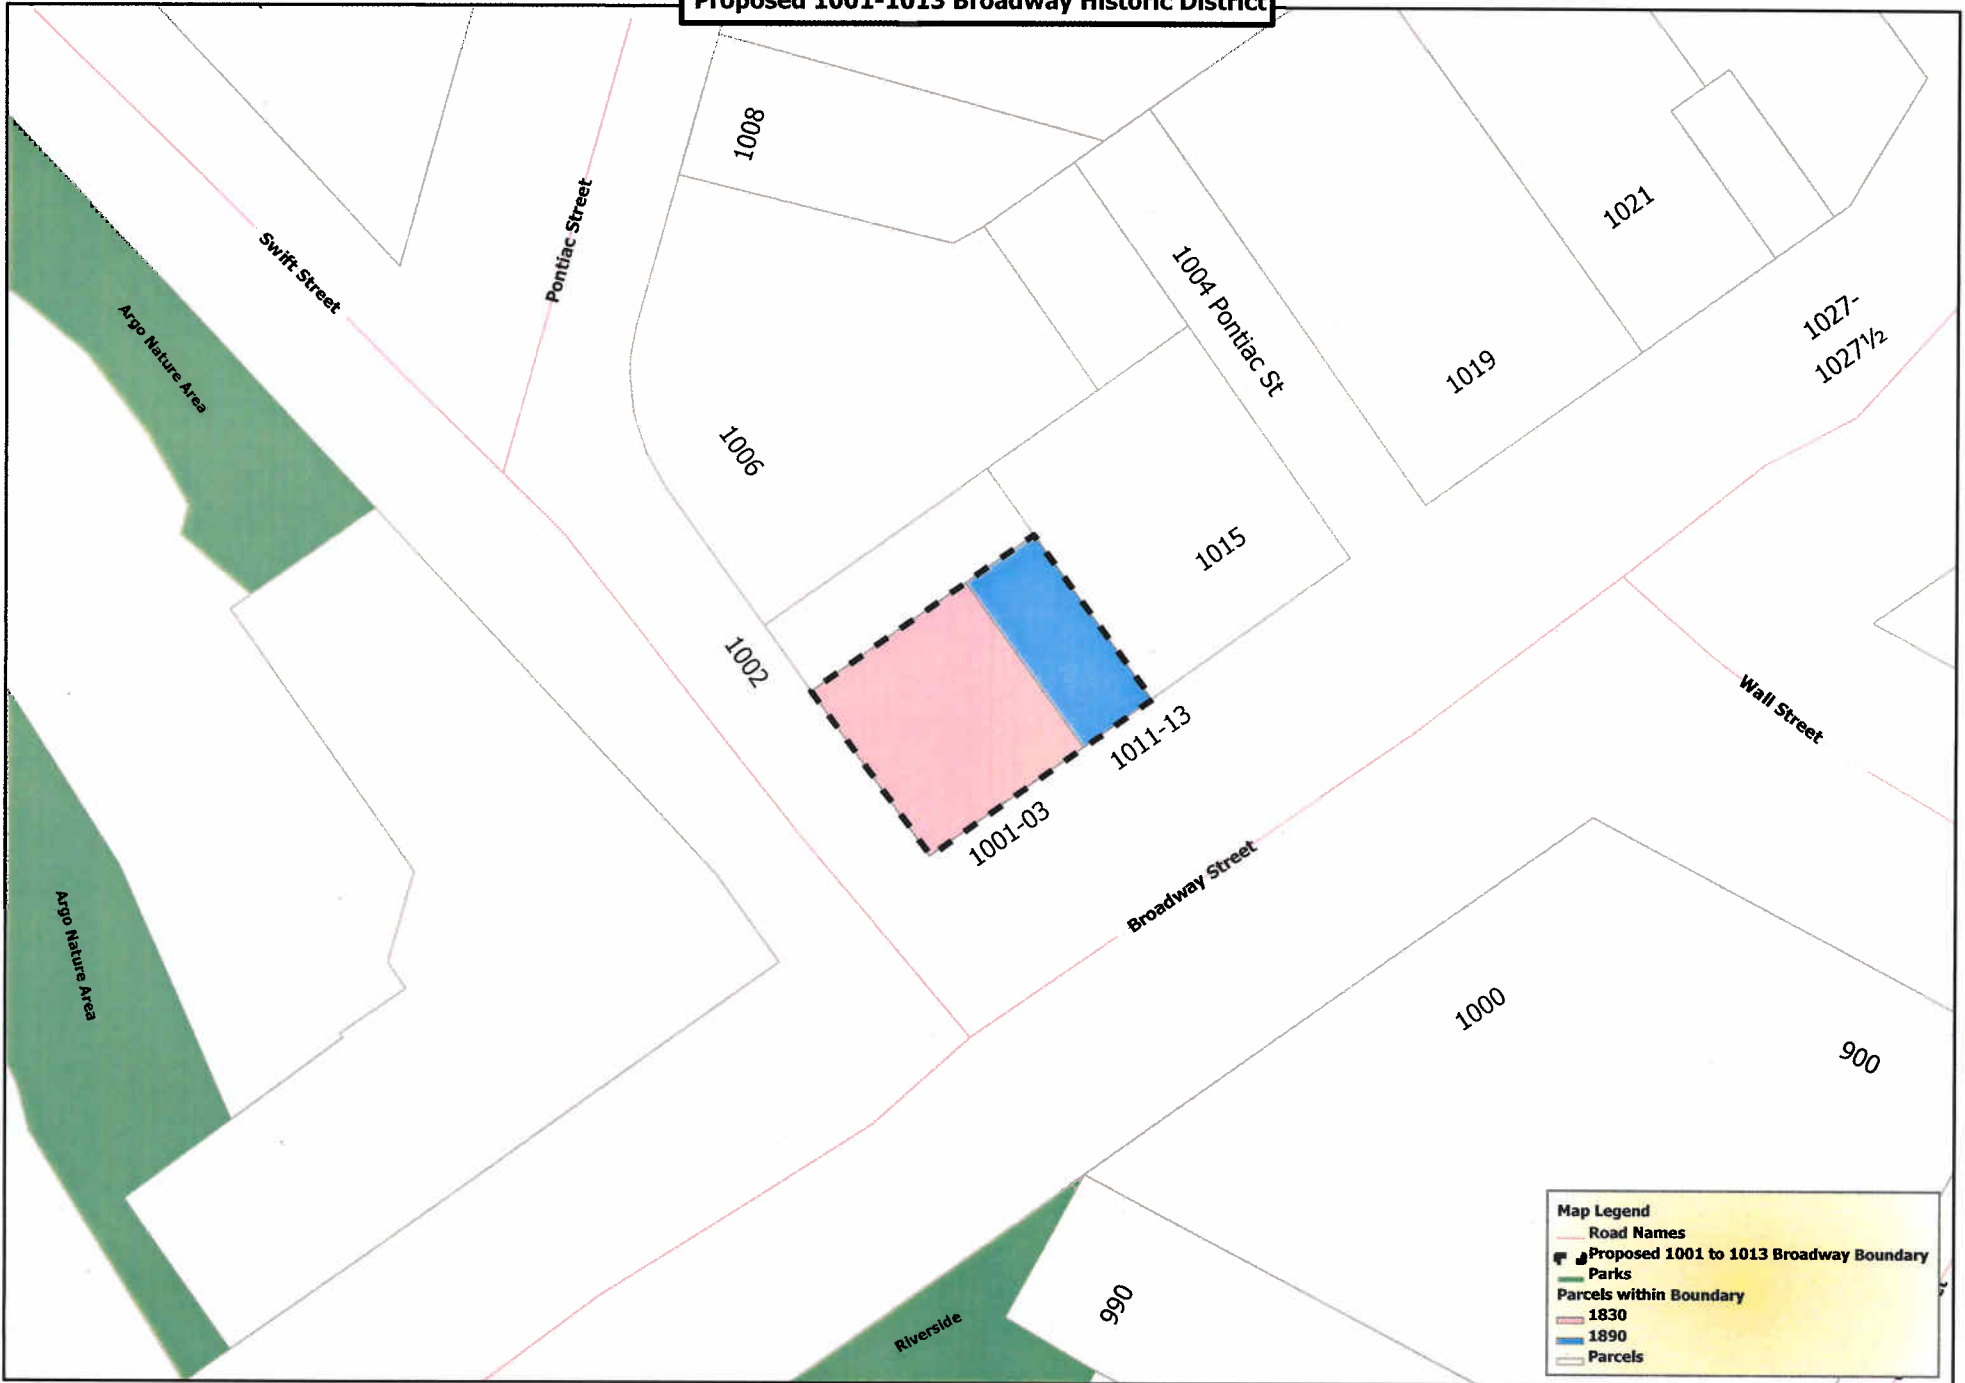 Proposed 1001-1013 Broadway Historic District
1008
Pontiac Street
Swift Street
Argo Nature Area
1004 Pontiac St
1021
1027-
1027½
1019
1006
1015
1002
Wall Street
1011-13
1001-03
Broadway Street
Argo Nature Area
1000
900
990
Riverside
Map Legend
Road Names
Proposed 1001 to 1013 Broadway Boundary
Parks
Parcels within Boundary
1830
1890
Parcels